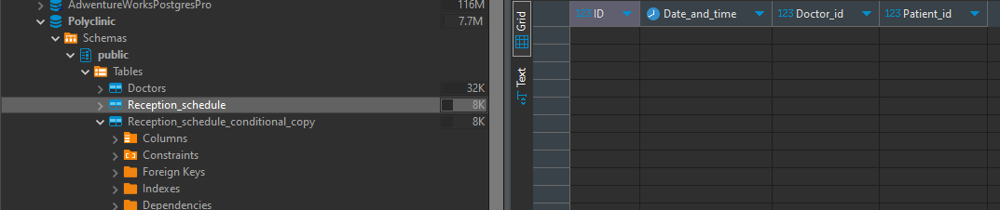 AdwentureWorksPostgresPro 116M
Polyclinic 7.7M
Schemas
public
Tables
Doctors 32K
Reception_schedule 8K
Reception_schedule_conditional_copy 8K
Columns
Constraints
Foreign Keys
Indexes
Dependencies
Grid
Text
123 ID
Date_and_time
123 Doctor_id
123 Patient_id